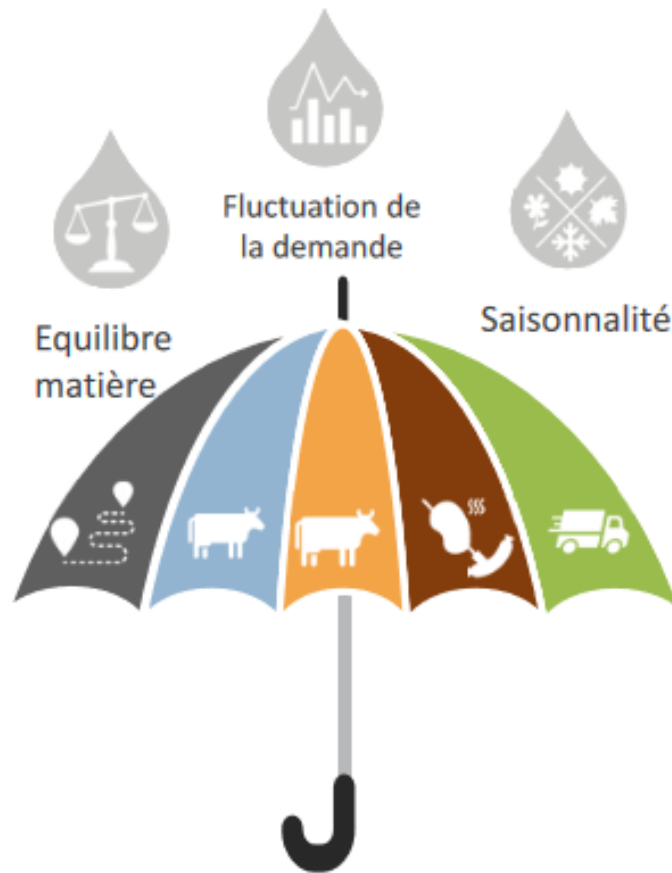 Fluctuation de
la demande
Equilibre
matière
Saisonnalité